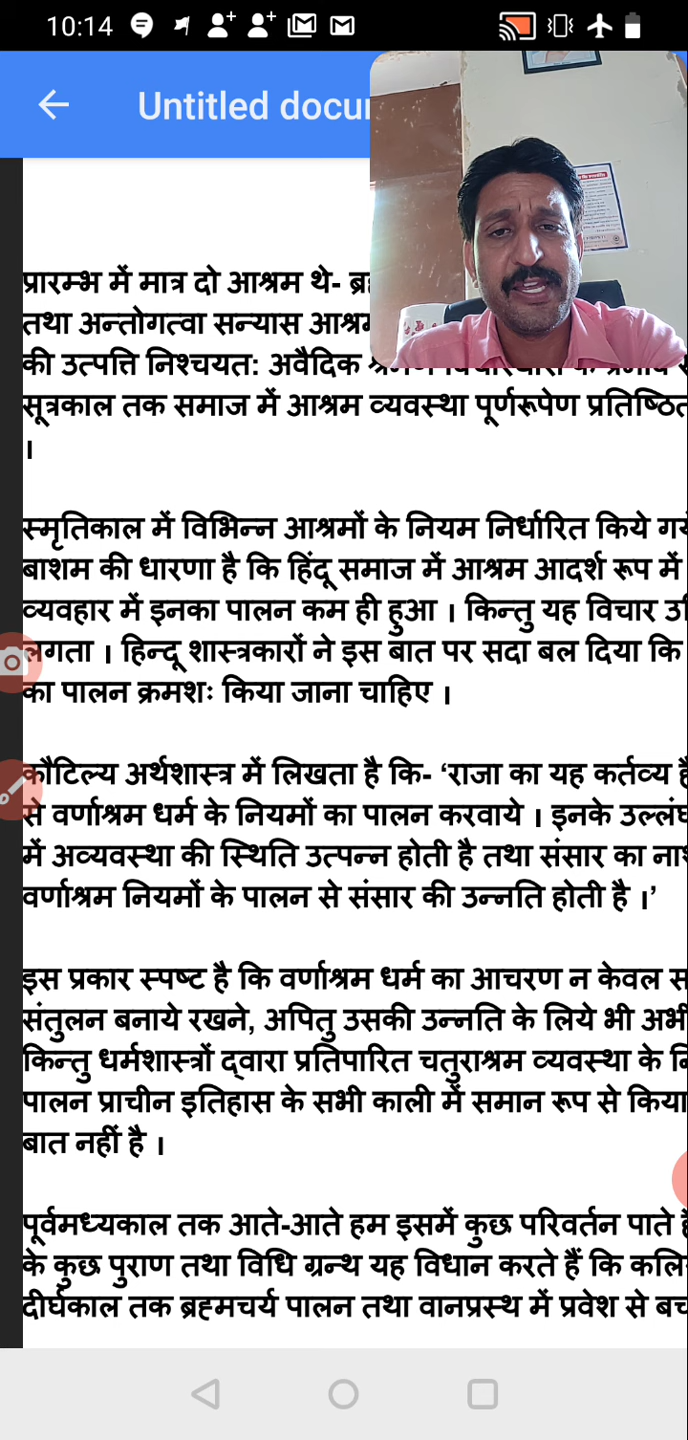 10:14
Untitled docu
प्रारम्भ में मात्र दो आश्रम थे-
तथा अन्तोगत्वा सन्यास
की उत्पत्ति निश्चयत: अवैदिक
सूत्रकाल तक समाज में आश्रम व्यवस्था पूर्णरूपेण प्रतिष्ठित
।
स्मृतिकाल में विभिन्न आश्रमों के नियम निर्धारित किये
बाशम की धारणा है कि हिंदू समाज में आश्रम आदर्श रूप में
व्यवहार में इनका पालन कम ही हुआ । किन्तु यह विचार
लगता । हिन्दू शास्त्रकारों ने इस बात पर सदा बल दिया कि
का पालन क्रमशः किया जाना चाहिए ।
कौटिल्य अर्थशास्त्र में लिखता है कि- ‘राजा का यह कर्तव्य
से वर्णाश्रम धर्म के नियमों का पालन करवाये । इनके
में अव्यवस्था की स्थिति उत्पन्न होती है तथा संसार का
वर्णाश्रम नियमों के पालन से संसार की उन्नति होती है ।’
इस प्रकार स्पष्ट है कि वर्णाश्रम धर्म का आचरण न केवल
संतुलन बनाये रखने, अपितु उसकी उन्नति के लिये भी
किन्तु धर्मशास्त्रों द्वारा प्रतिपारित चतुराश्रम व्यवस्था के
पालन प्राचीन इतिहास के सभी काली में समान रूप से किया
बात नहीं है ।
पूर्वमध्यकाल तक आते-आते हम इसमें कुछ परिवर्तन पाते
के कुछ पुराण तथा विधि ग्रन्थ यह विधान करते हैं कि
दीर्घकाल तक ब्रह्मचर्य पालन तथा वानप्रस्थ में प्रवेश से